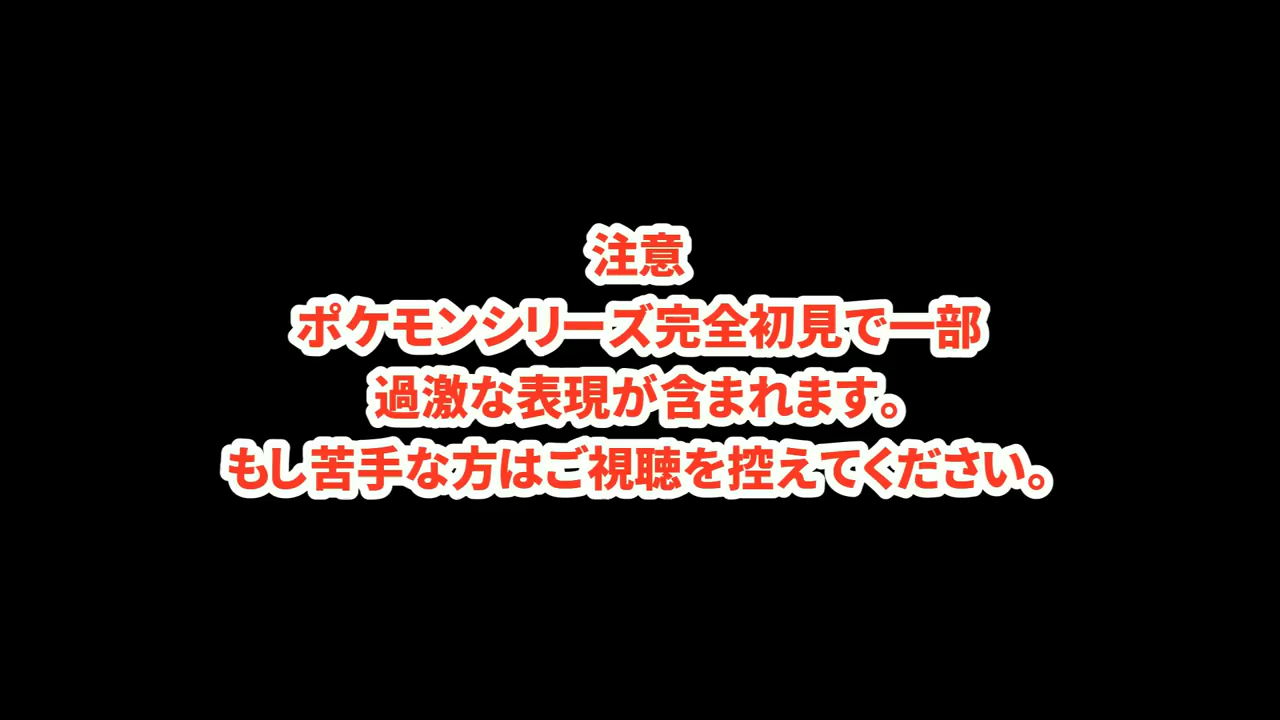 注意
ポケモンシリーズ完全初見で一部
過激な表現が含まれます。
もし苦手な方はご視聴を控えてください。